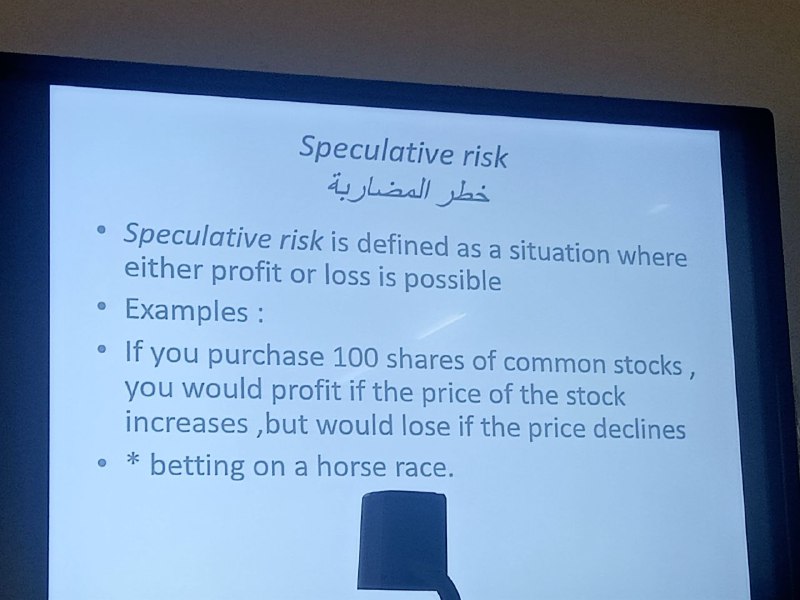 Speculative risk
خطر المضاربة
• Speculative risk is defined as a situation where
either profit or loss is possible
• Examples :
• If you purchase 100 shares of common stocks ,
you would profit if the price of the stock
increases ,but would lose if the price declines
• * betting on a horse race.